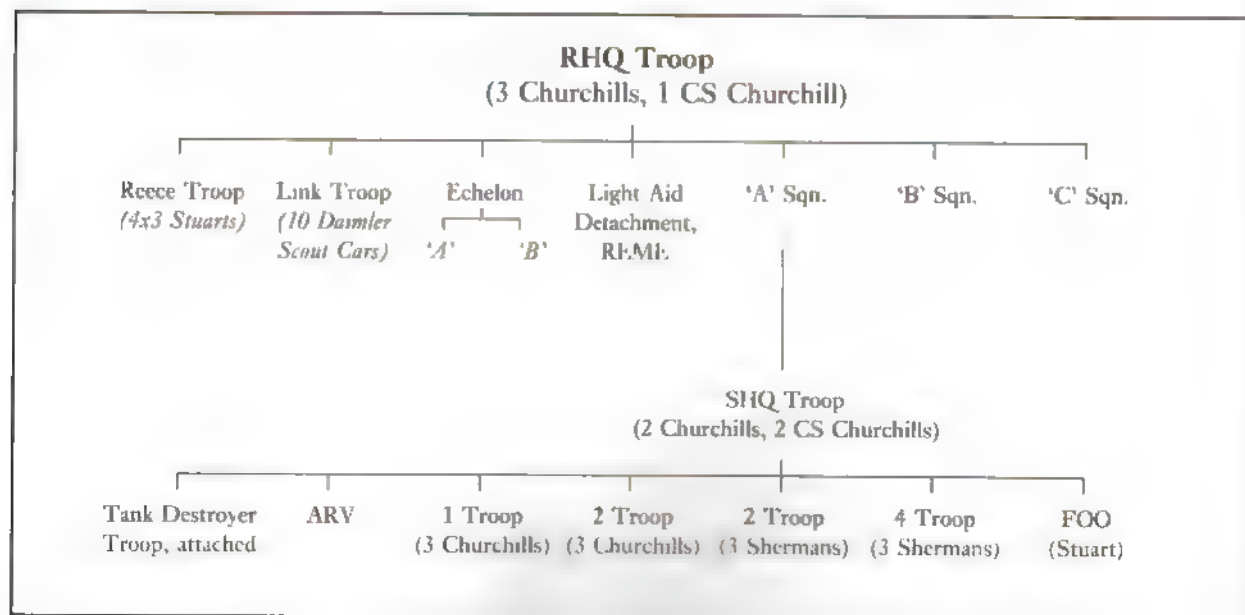 RHQ Troop
(3 Churchills, 1 CS Churchill)
Recce Troop
(4x3 Stuarts)
Link Troop
(10 Daimler
Scout Cars)
Echelon
‘A’ ‘B’
Light Aid
Detachment,
REME
‘A’ Sqn.
‘B’ Sqn.
‘C’ Sqn.
SHQ Troop
(2 Churchills, 2 CS Churchills)
Tank Destroyer
Troop, attached
ARV
1 Troop
(3 Churchills)
2 Troop
(3 Churchills)
2 Troop
(3 Shermans)
4 Troop
(3 Shermans)
FOO
(Stuart)